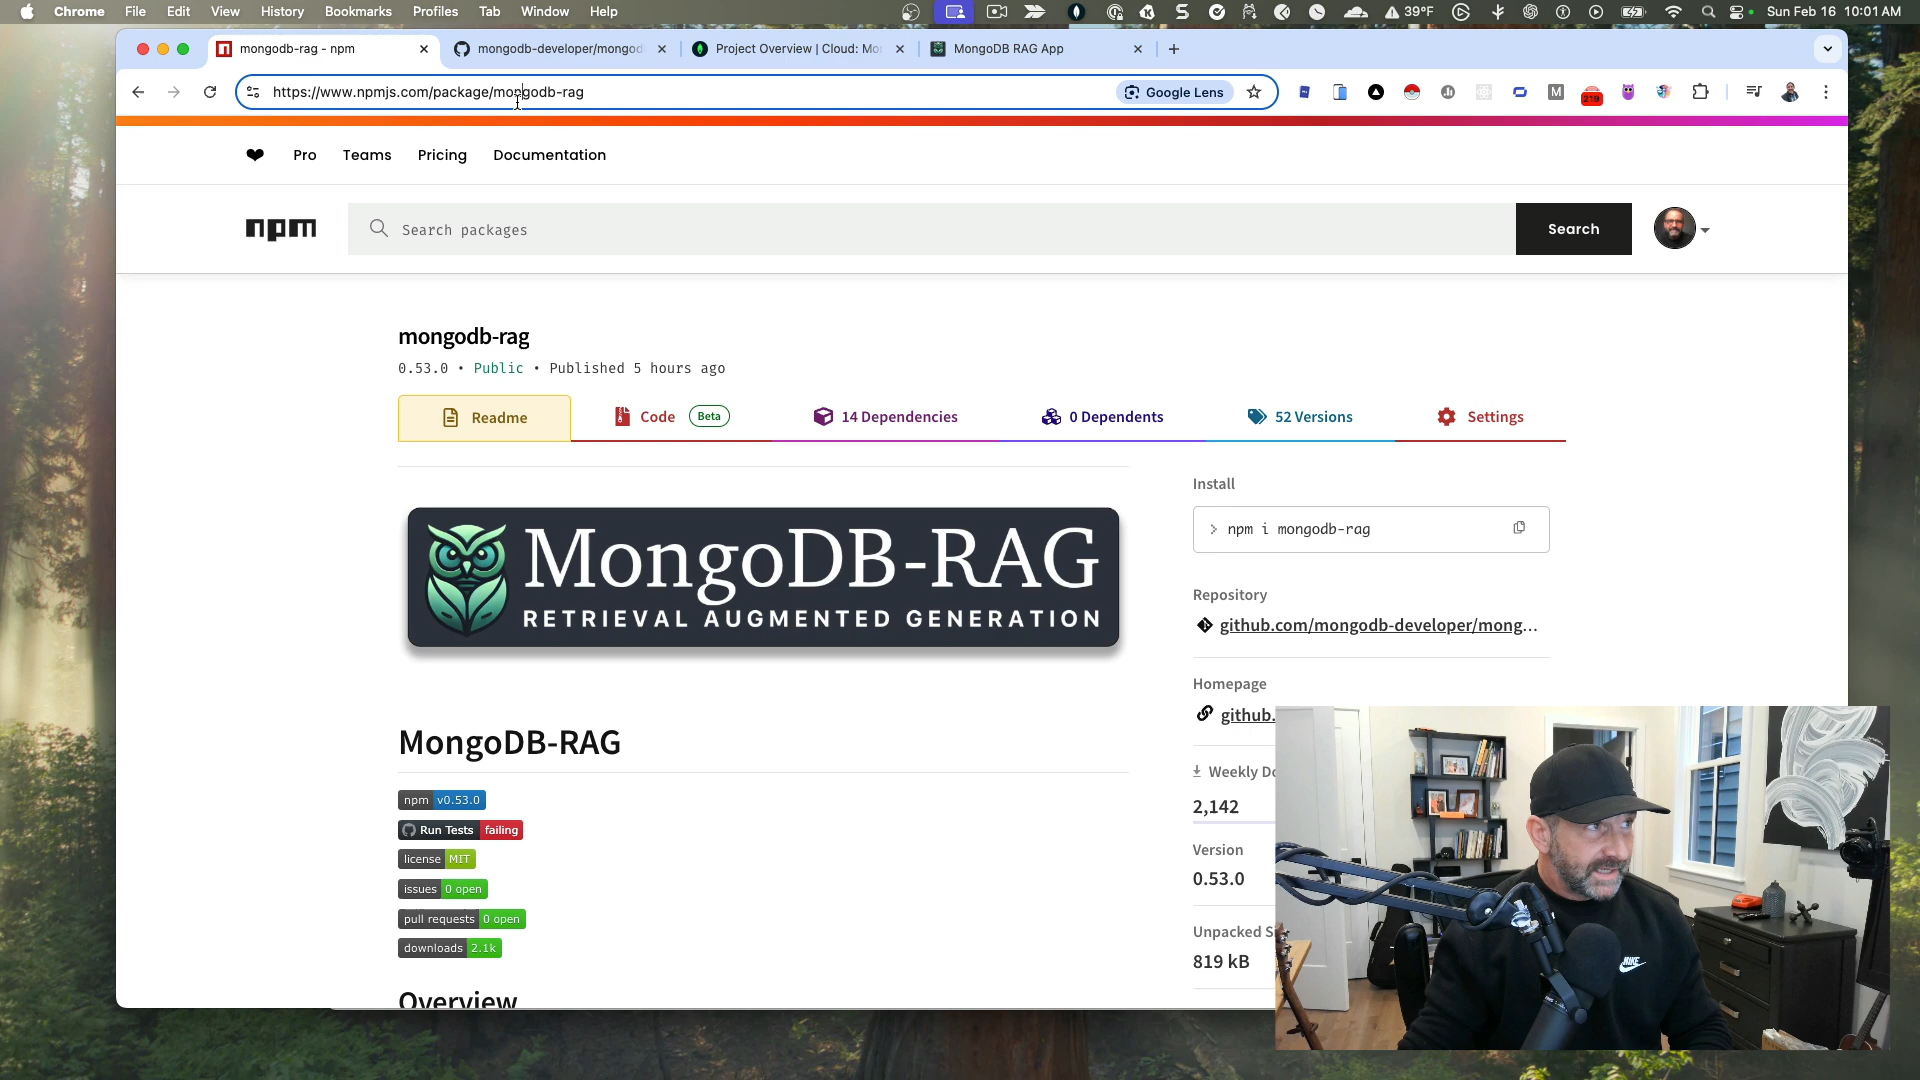 Chrome File Edit View History Bookmarks Profiles Tab Window Help 39°F Sun Feb 16 10:01 AM
mongodb-rag - npm mongodb-developer/mongod Project Overview | Cloud: Mo MongoDB RAG App
https://www.npmjs.com/package/mongodb-rag Google Lens M 219
Pro Teams Pricing Documentation
npm Search packages Search
mongodb-rag
0.53.0 • Public • Published 5 hours ago
Readme Code Beta 14 Dependencies 0 Dependents 52 Versions Settings
Install
> npm i mongodb-rag
MongoDB-RAG
RETRIEVAL AUGMENTED GENERATION
Repository
github.com/mongodb-developer/mong...
Homepage
github.
MongoDB-RAG
npm v0.53.0
Run Tests failing
license MIT
issues 0 open
pull requests 0 open
downloads 2.1k
Overview
Weekly Do
2,142
Version
0.53.0
Unpacked S
819 kB
NIKE